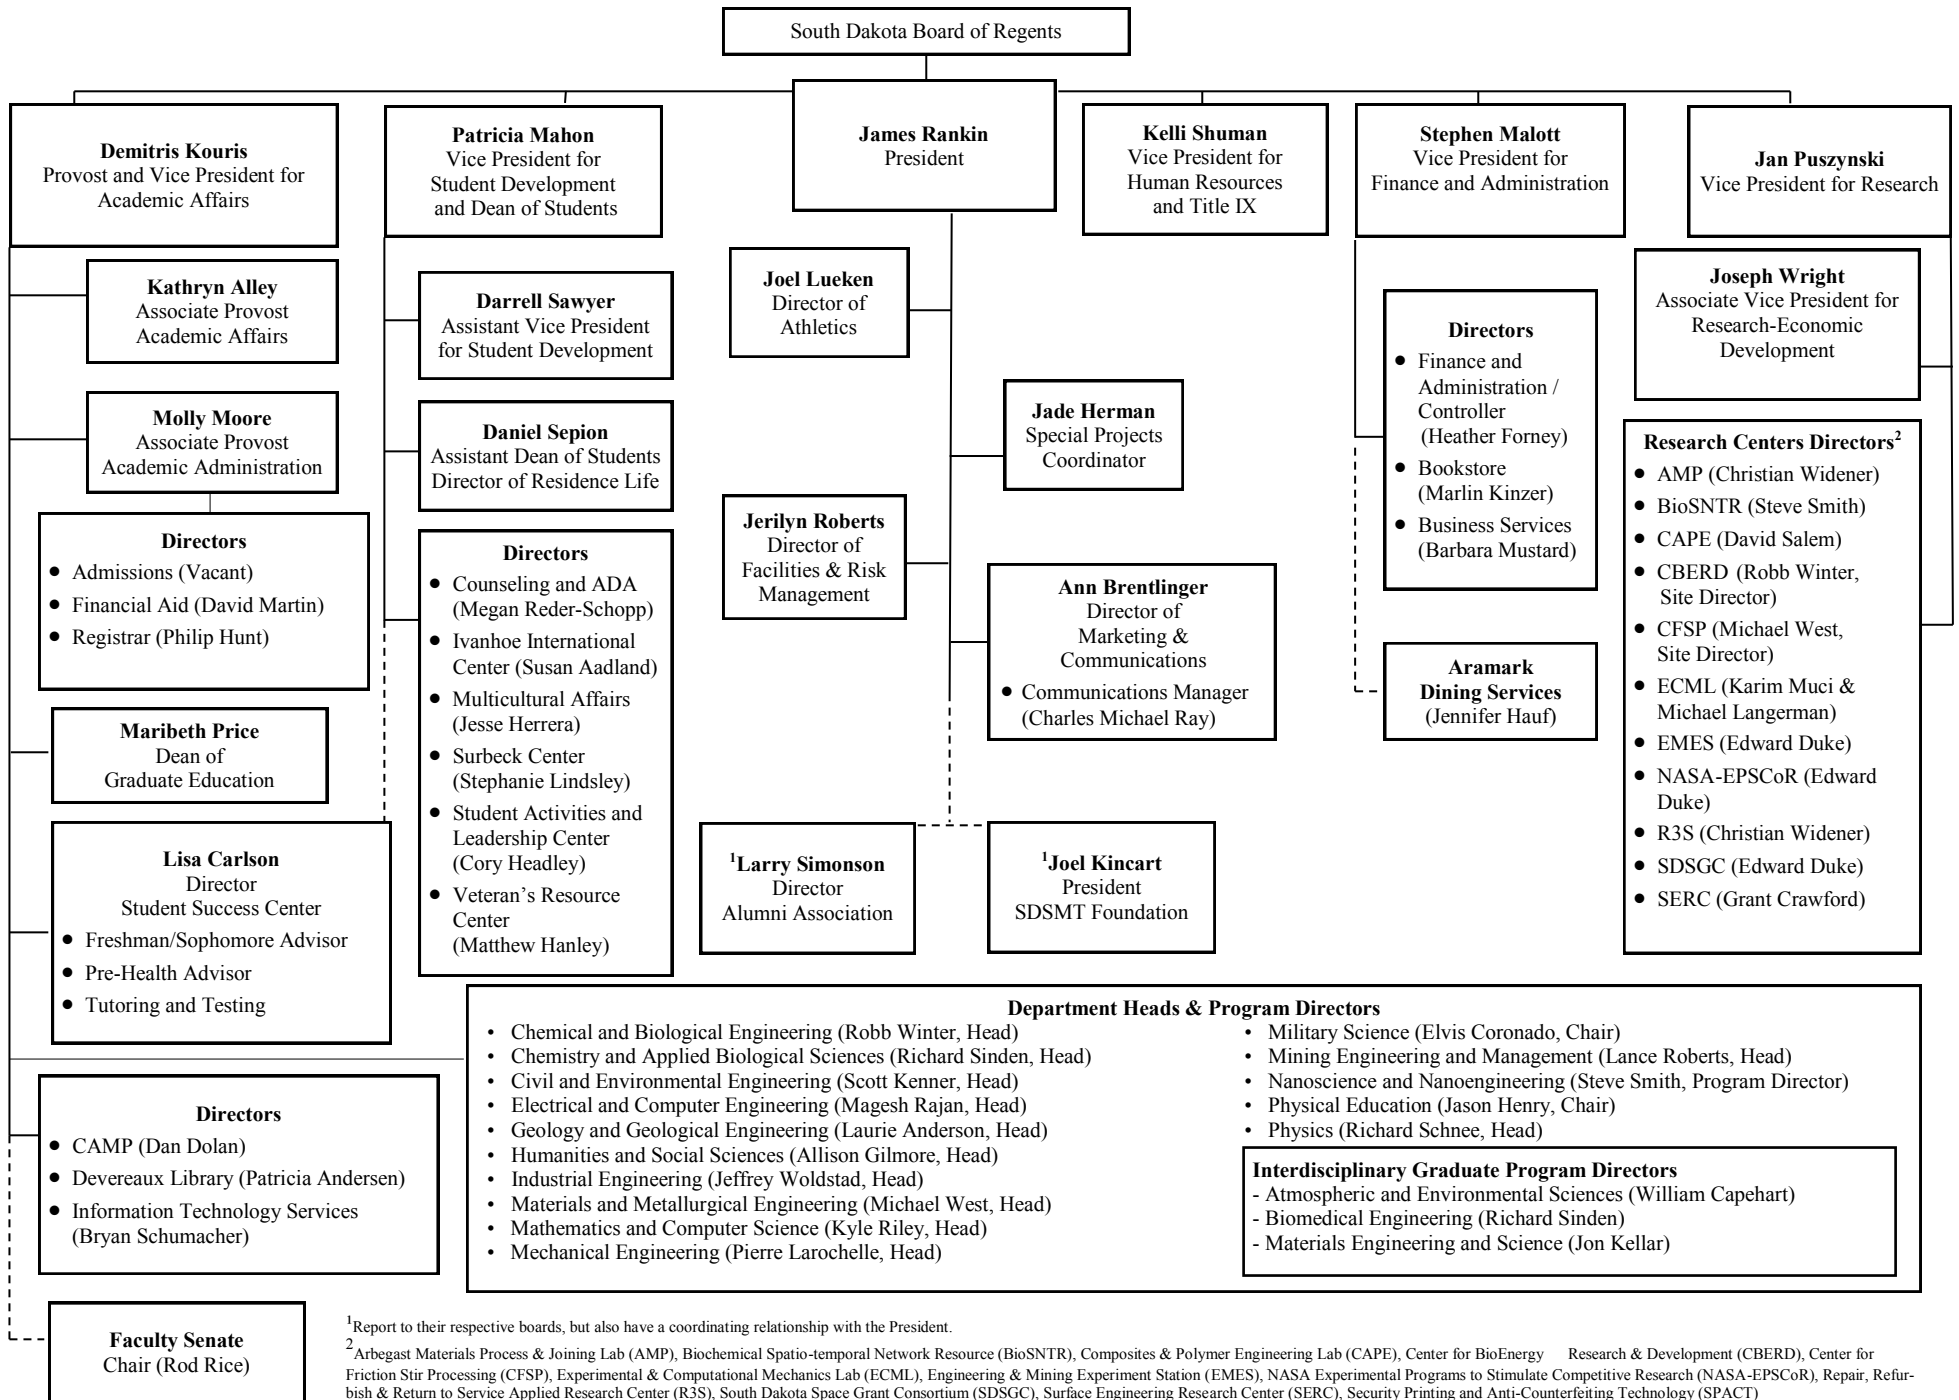 South Dakota Board of Regents
Demitris Kouris
Provost and Vice President for
Academic Affairs
Patricia Mahon
Vice President for
Student Development
and Dean of Students
James Rankin
President
Kelli Shuman
Vice President for
Human Resources
and Title IX
Stephen Malott
Vice President for
Finance and Administration
Jan Puszynski
Vice President for Research
Kathryn Alley
Associate Provost
Academic Affairs
Molly Moore
Associate Provost
Academic Administration
Directors
● Admissions (Vacant)
● Financial Aid (David Martin)
● Registrar (Philip Hunt)
Maribeth Price
Dean of
Graduate Education
Lisa Carlson
Director
Student Success Center
● Freshman/Sophomore Advisor
● Pre-Health Advisor
● Tutoring and Testing
Directors
● CAMP (Dan Dolan)
● Devereaux Library (Patricia Andersen)
● Information Technology Services
(Bryan Schumacher)
Faculty Senate
Chair (Rod Rice)
Darrell Sawyer
Assistant Vice President
for Student Development
Daniel Sepion
Assistant Dean of Students
Director of Residence Life
Directors
● Counseling and ADA
(Megan Reder-Schopp)
● Ivanhoe International
Center (Susan Aadland)
● Multicultural Affairs
(Jesse Herrera)
● Surbeck Center
(Stephanie Lindsley)
● Student Activities and
Leadership Center
(Cory Headley)
● Veteran's Resource
Center
(Matthew Hanley)
Joel Lueken
Director of
Athletics
Jade Herman
Special Projects
Coordinator
Jerilyn Roberts
Director of
Facilities & Risk
Management
Ann Brentlinger
Director of
Marketing &
Communications
● Communications Manager
(Charles Michael Ray)
1Larry Simonson
Director
Alumni Association
1Joel Kincart
President
SDSMT Foundation
Directors
● Finance and
Administration /
Controller
(Heather Forney)
● Bookstore
(Marlin Kinzer)
● Business Services
(Barbara Mustard)
Aramark
Dining Services
(Jennifer Hauf)
Joseph Wright
Associate Vice President for
Research-Economic
Development
Research Centers Directors2
● AMP (Christian Widener)
● BioSNTR (Steve Smith)
● CAPE (David Salem)
● CBERD (Robb Winter,
Site Director)
● CFSP (Michael West,
Site Director)
● ECML (Karim Muci &
Michael Langerman)
● EMES (Edward Duke)
● NASA-EPSCoR (Edward
Duke)
● R3S (Christian Widener)
● SDSGC (Edward Duke)
● SERC (Grant Crawford)
Department Heads & Program Directors
• Chemical and Biological Engineering (Robb Winter, Head)
• Chemistry and Applied Biological Sciences (Richard Sinden, Head)
• Civil and Environmental Engineering (Scott Kenner, Head)
• Electrical and Computer Engineering (Magesh Rajan, Head)
• Geology and Geological Engineering (Laurie Anderson, Head)
• Humanities and Social Sciences (Allison Gilmore, Head)
• Industrial Engineering (Jeffrey Woldstad, Head)
• Materials and Metallurgical Engineering (Michael West, Head)
• Mathematics and Computer Science (Kyle Riley, Head)
• Mechanical Engineering (Pierre Larochelle, Head)
• Military Science (Elvis Coronado, Chair)
• Mining Engineering and Management (Lance Roberts, Head)
• Nanoscience and Nanoengineering (Steve Smith, Program Director)
• Physical Education (Jason Henry, Chair)
• Physics (Richard Schnee, Head)
Interdisciplinary Graduate Program Directors
- Atmospheric and Environmental Sciences (William Capehart)
- Biomedical Engineering (Richard Sinden)
- Materials Engineering and Science (Jon Kellar)
1Report to their respective boards, but also have a coordinating relationship with the President.
2Arbegast Materials Process & Joining Lab (AMP), Biochemical Spatio-temporal Network Resource (BioSNTR), Composites & Polymer Engineering Lab (CAPE), Center for BioEnergy Research & Development (CBERD), Center for
Friction Stir Processing (CFSP), Experimental & Computational Mechanics Lab (ECML), Engineering & Mining Experiment Station (EMES), NASA Experimental Programs to Stimulate Competitive Research (NASA-EPSCoR), Repair, Refur-
bish & Return to Service Applied Research Center (R3S), South Dakota Space Grant Consortium (SDSGC), Surface Engineering Research Center (SERC), Security Printing and Anti-Counterfeiting Technology (SPACT)